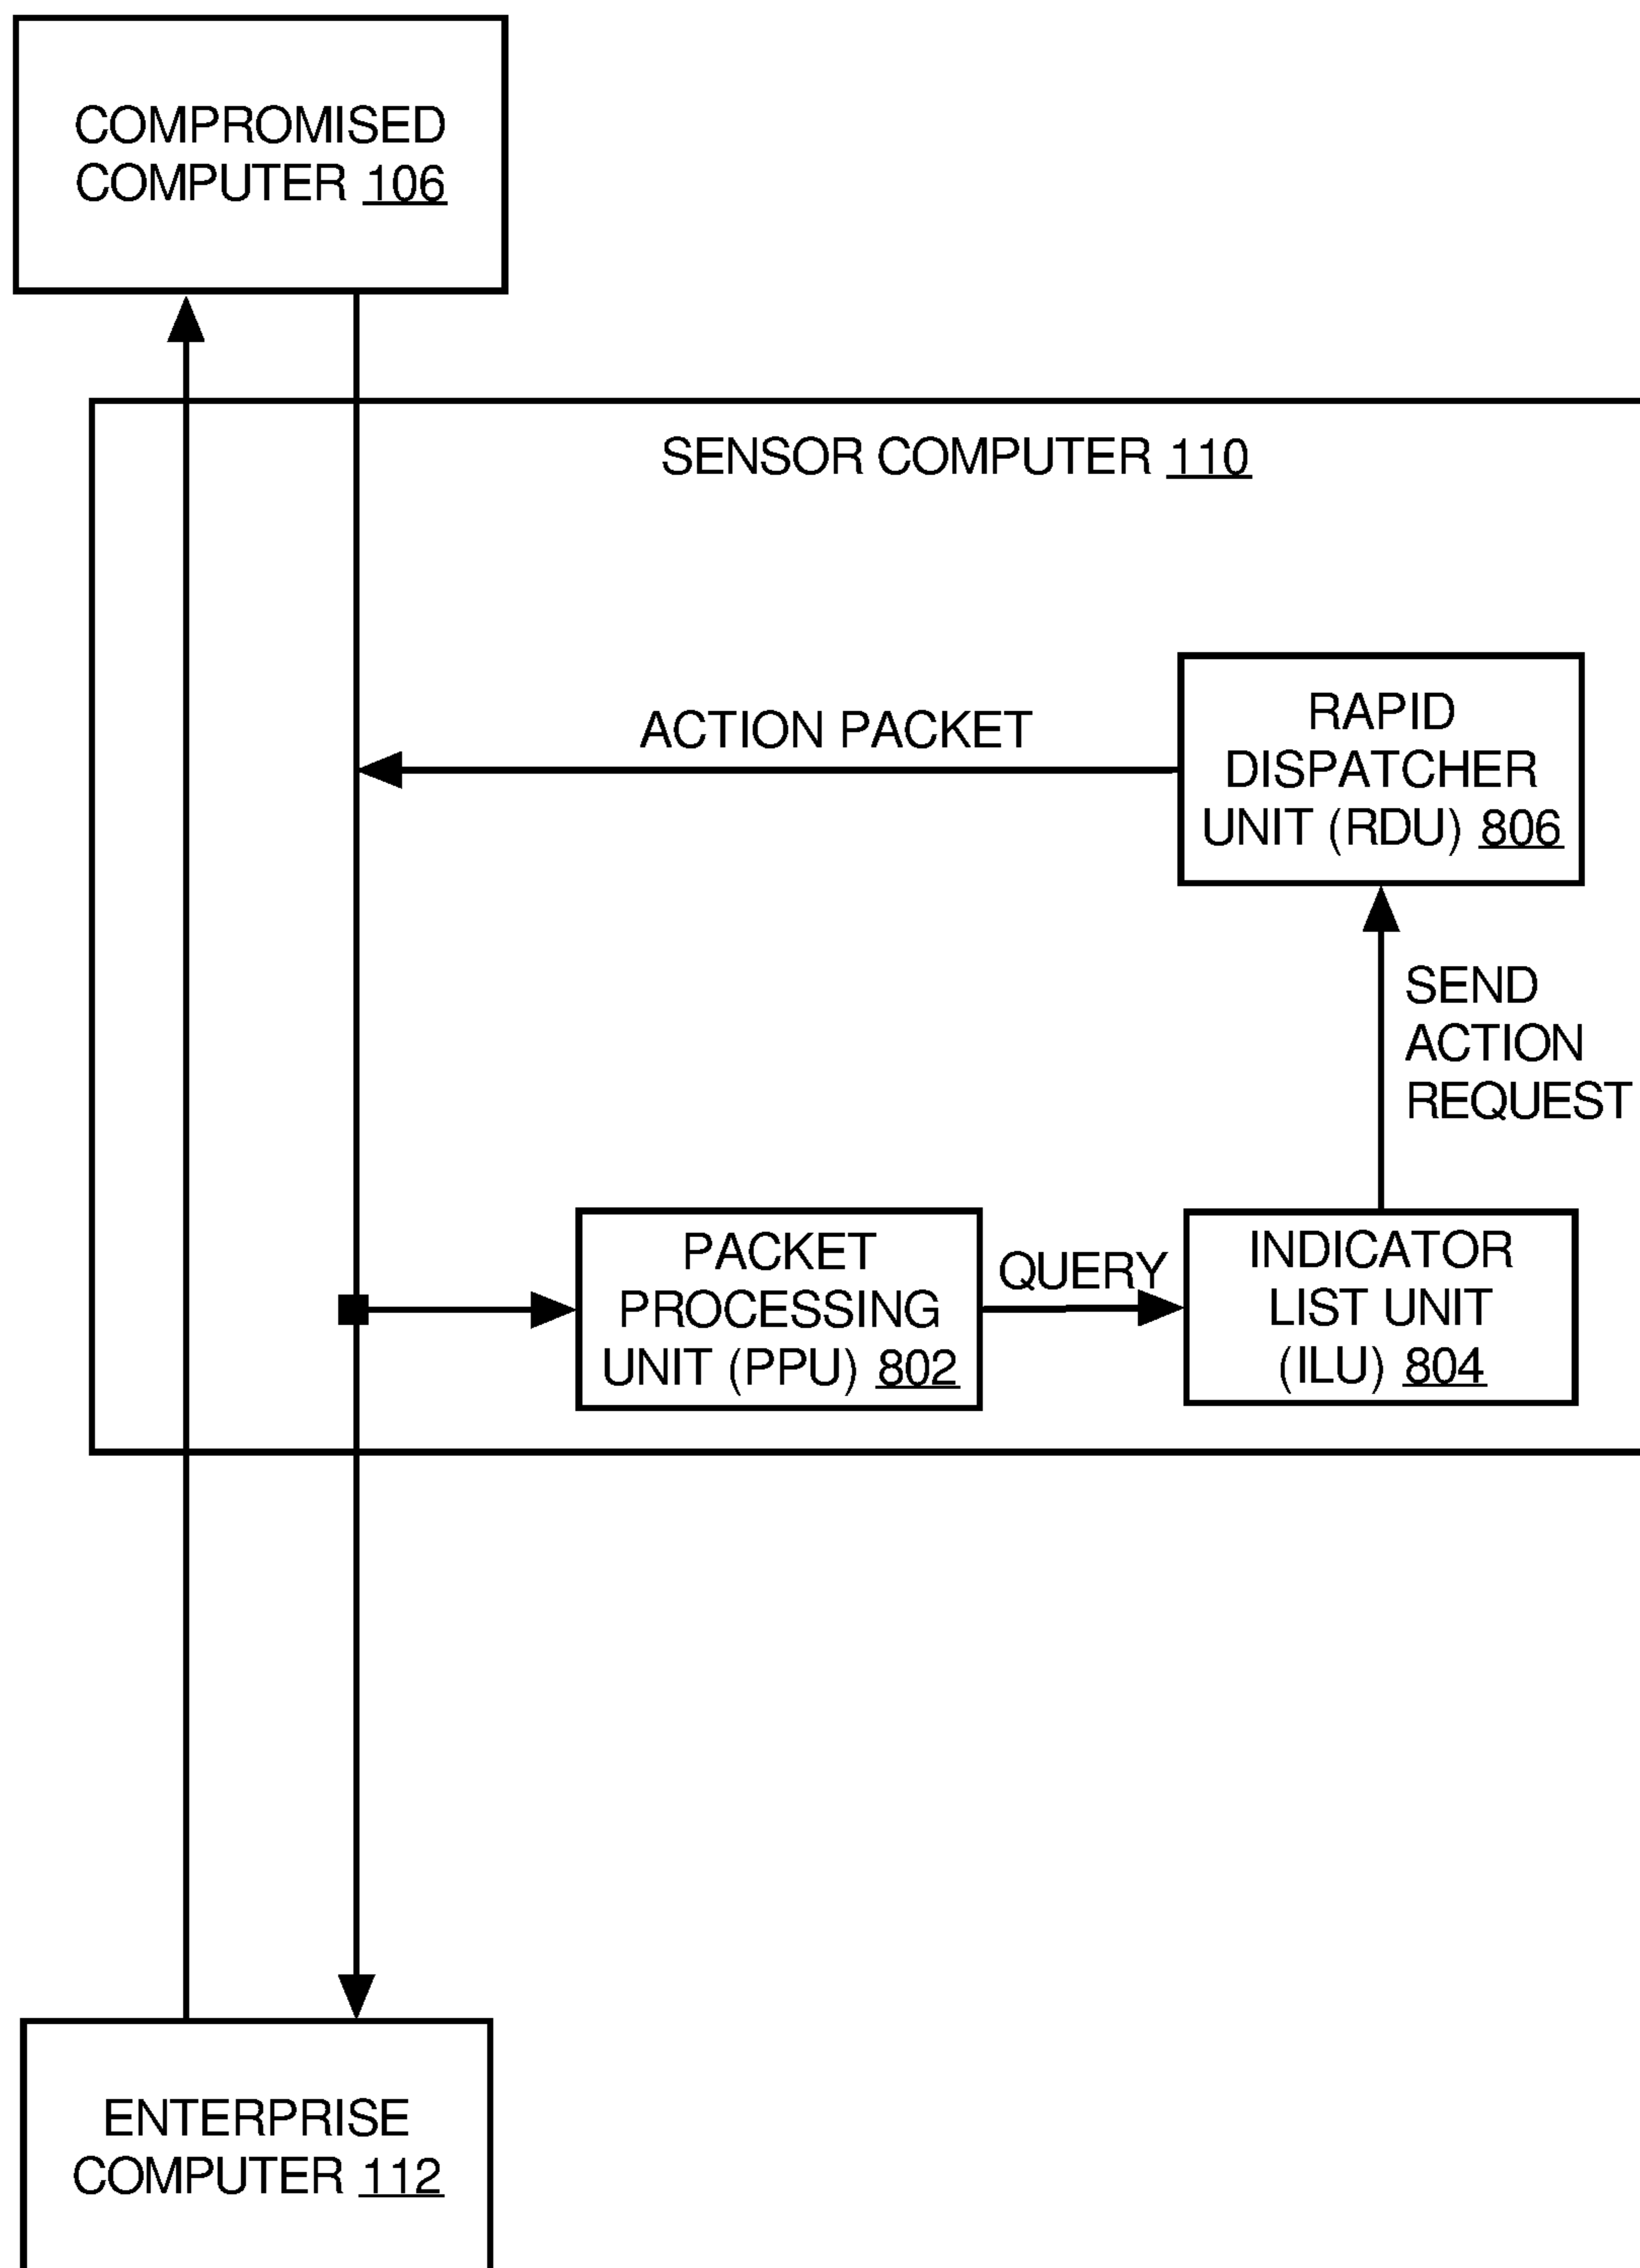 COMPROMISED
COMPUTER 106
SENSOR COMPUTER 110
ACTION PACKET
RAPID
DISPATCHER
UNIT (RDU) 806
SEND
ACTION
REQUEST
PACKET
PROCESSING
UNIT (PPU) 802
QUERY
INDICATOR
LIST UNIT
(ILU) 804
ENTERPRISE
COMPUTER 112